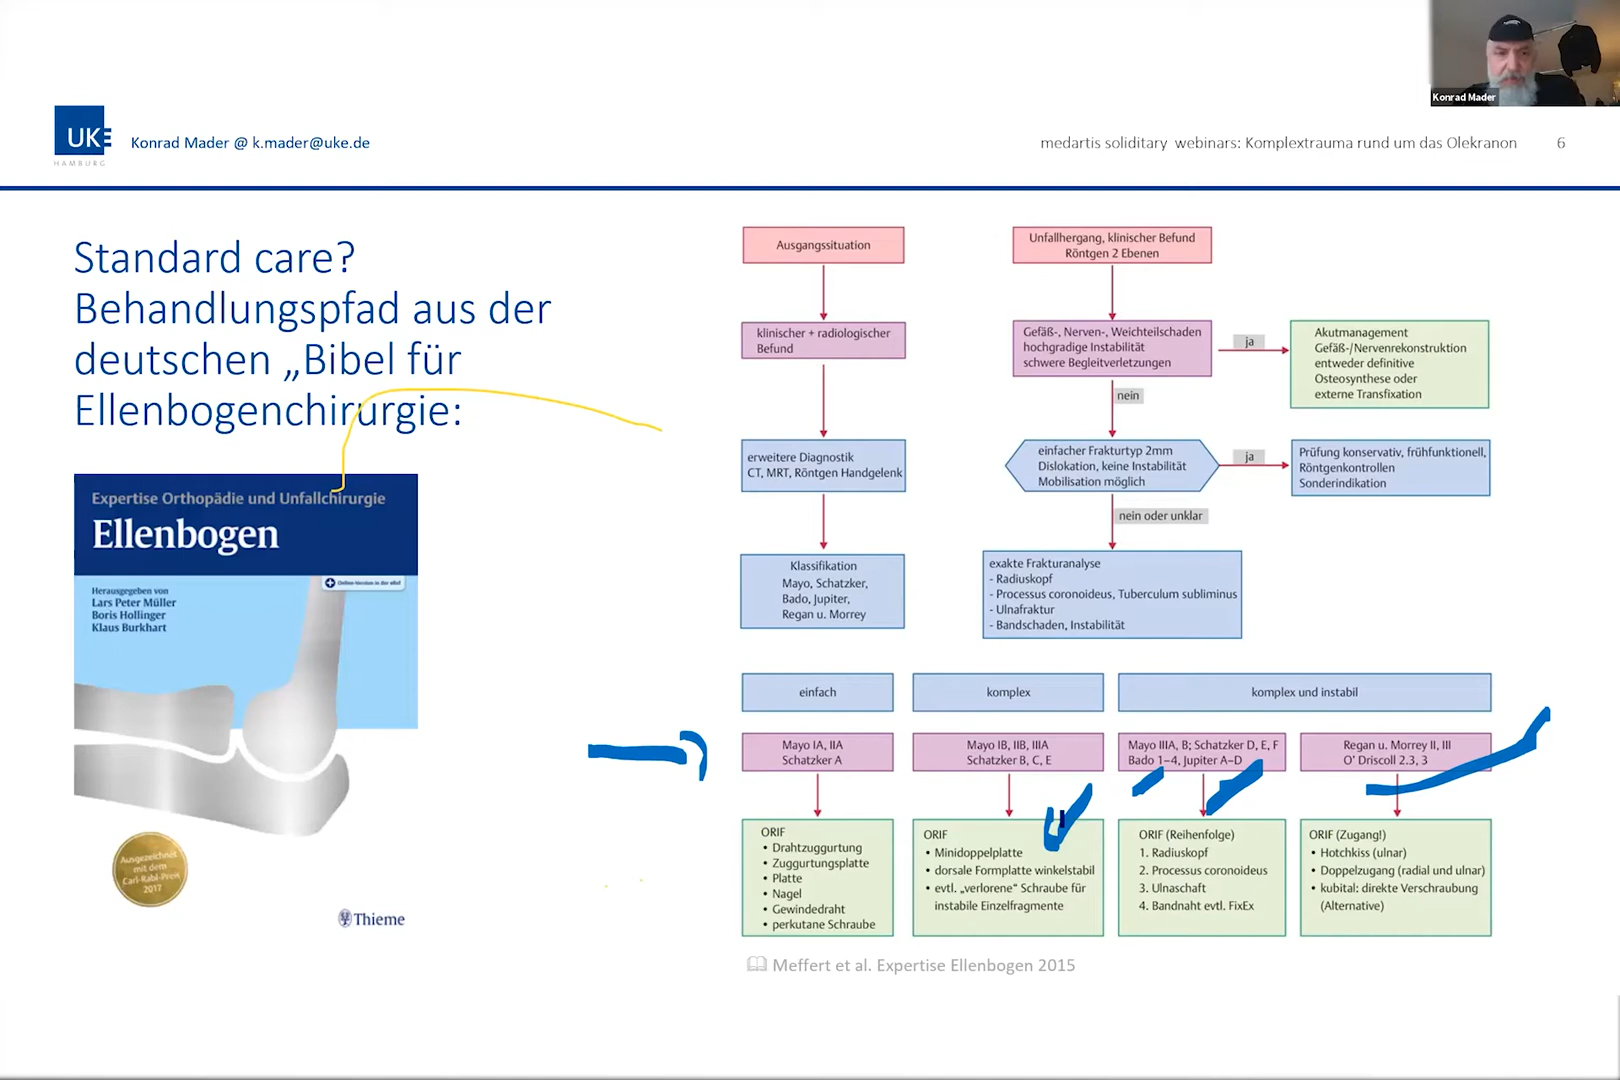 Konrad Mader
UKE
HAMBURG
Konrad Mader @ k.mader@uke.de
medartis soliditary webinars: Komplextrauma rund um das Olekranon
6
Standard care?
Behandlungspfad aus der
deutschen „Bibel für
Ellenbogenchirurgie:
Expertise Orthopädie und Unfallchirurgie
Ellenbogen
Online-Version in der eRef
Herausgegeben von
Lars Peter Müller
Boris Hollinger
Klaus Burkhart
Ausgezeichnet
mit dem
Carl-Rabl-Preis
2017
Thieme
Ausgangssituation
klinischer + radiologischer
Befund
erweitere Diagnostik
CT, MRT, Röntgen Handgelenk
Klassifikation
Mayo, Schatzker,
Bado, Jupiter,
Regan u. Morrey
Unfallhergang, klinischer Befund
Röntgen 2 Ebenen
Gefäß-, Nerven-, Weichteilschaden
hochgradige Instabilität
schwere Begleitverletzungen
ja
Akutmanagement
Gefäß-/Nervenrekonstruktion
entweder definitive
Osteosynthese oder
externe Transfixation
nein
einfacher Frakturtyp 2mm
Dislokation, keine Instabilität
Mobilisation möglich
ja
Prüfung konservativ, frühfunktionell,
Röntgenkontrollen
Sonderindikation
nein oder unklar
exakte Frakturanalyse
- Radiuskopf
- Processus coronoideus, Tuberculum subliminus
- Ulnafraktur
- Bandschaden, Instabilität
einfach
komplex
komplex und instabil
Mayo IA, IIA
Schatzker A
Mayo IB, IIB, IIIA
Schatzker B, C, E
Mayo IIIA, B; Schatzker D, E, F
Bado 1–4, Jupiter A–D
Regan u. Morrey II, III
O' Driscoll 2.3, 3
ORIF
• Drahtzuggurtung
• Zuggurtungsplatte
• Platte
• Nagel
• Gewindedraht
• perkutane Schraube
ORIF
• Minidoppelplatte
• dorsale Formplatte winkelstabil
• evtl. „verlorene“ Schraube für
instabile Einzelfragmente
ORIF (Reihenfolge)
1. Radiuskopf
2. Processus coronoideus
3. Ulnaschaft
4. Bandnaht evtl. FixEx
ORIF (Zugang!)
• Hotchkiss (ulnar)
• Doppelzugang (radial und ulnar)
• kubital: direkte Verschraubung
(Alternative)
Meffert et al. Expertise Ellenbogen 2015